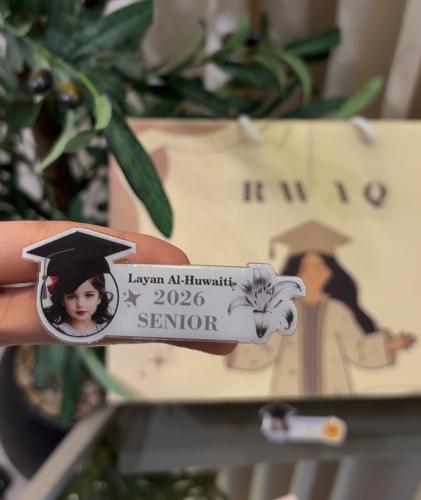 RWAQ
Layan Al-Huwaiti
2026
SENIOR